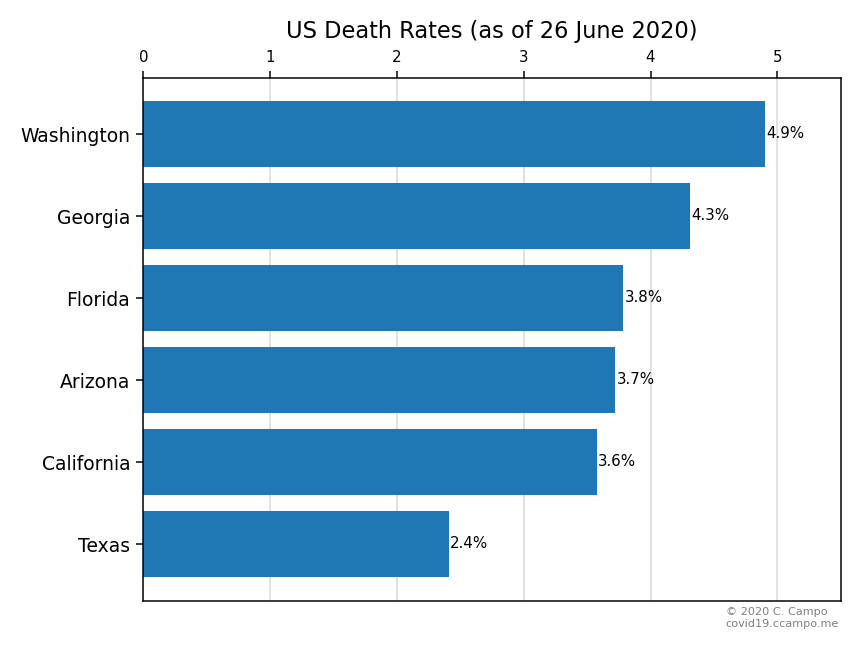 US Death Rates (as of 26 June 2020)
0 1 2 3 4 5
Washington 4.9%
Georgia 4.3%
Florida 3.8%
Arizona 3.7%
California 3.6%
Texas 2.4%
© 2020 C. Campo
covid19.ccampo.me